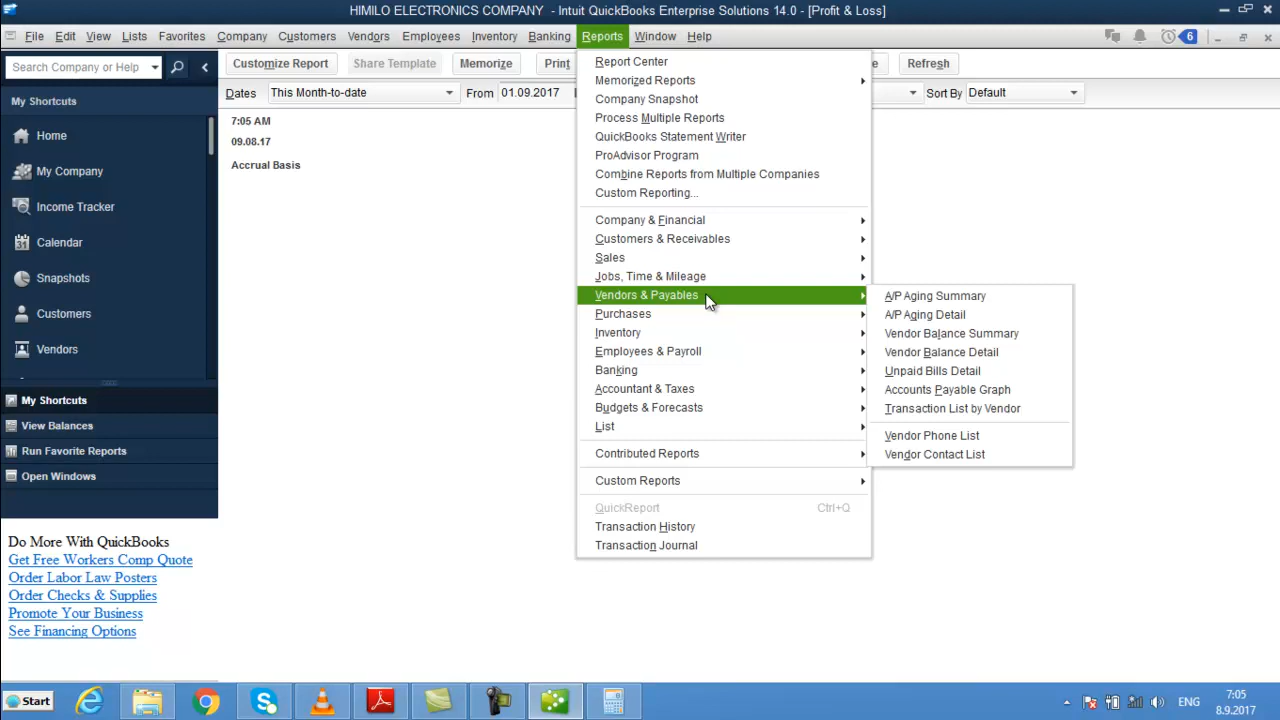 HIMILO ELECTRONICS COMPANY - Intuit QuickBooks Enterprise Solutions 14.0 - [Profit & Loss]
File Edit View Lists Favorites Company Customers Vendors Employees Inventory Banking Reports Window Help
6
Search Company or Help
Customize Report Share Template Memorize Print Refresh
My Shortcuts
Dates This Month-to-date From 01.09.2017 Sort By Default
7:05 AM
09.08.17
Accrual Basis
Home
My Company
Income Tracker
Calendar
Snapshots
Customers
Vendors
My Shortcuts
View Balances
Run Favorite Reports
Open Windows
Do More With QuickBooks
Get Free Workers Comp Quote
Order Labor Law Posters
Order Checks & Supplies
Promote Your Business
See Financing Options
Report Center
Memorized Reports
Company Snapshot
Process Multiple Reports
QuickBooks Statement Writer
ProAdvisor Program
Combine Reports from Multiple Companies
Custom Reporting...
Company & Financial
Customers & Receivables
Sales
Jobs, Time & Mileage
Vendors & Payables
Purchases
Inventory
Employees & Payroll
Banking
Accountant & Taxes
Budgets & Forecasts
List
Contributed Reports
Custom Reports
QuickReport Ctrl+Q
Transaction History
Transaction Journal
A/P Aging Summary
A/P Aging Detail
Vendor Balance Summary
Vendor Balance Detail
Unpaid Bills Detail
Accounts Payable Graph
Transaction List by Vendor
Vendor Phone List
Vendor Contact List
Start
ENG
7:05
8.9.2017